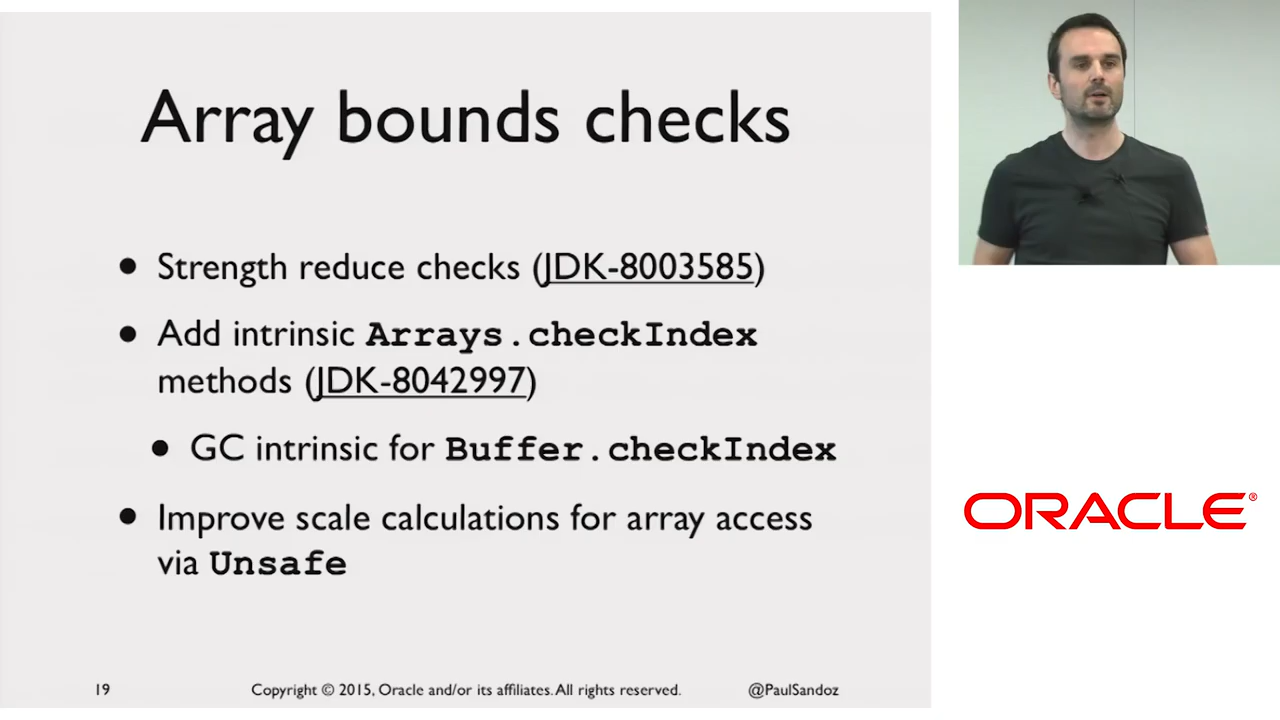 Array bounds checks
• Strength reduce checks (JDK-8003585)
• Add intrinsic Arrays.checkIndex
methods (JDK-8042997)
• GC intrinsic for Buffer.checkIndex
• Improve scale calculations for array access
via Unsafe
19
Copyright © 2015, Oracle and/or its affiliates. All rights reserved.
@PaulSandoz
ORACLE®